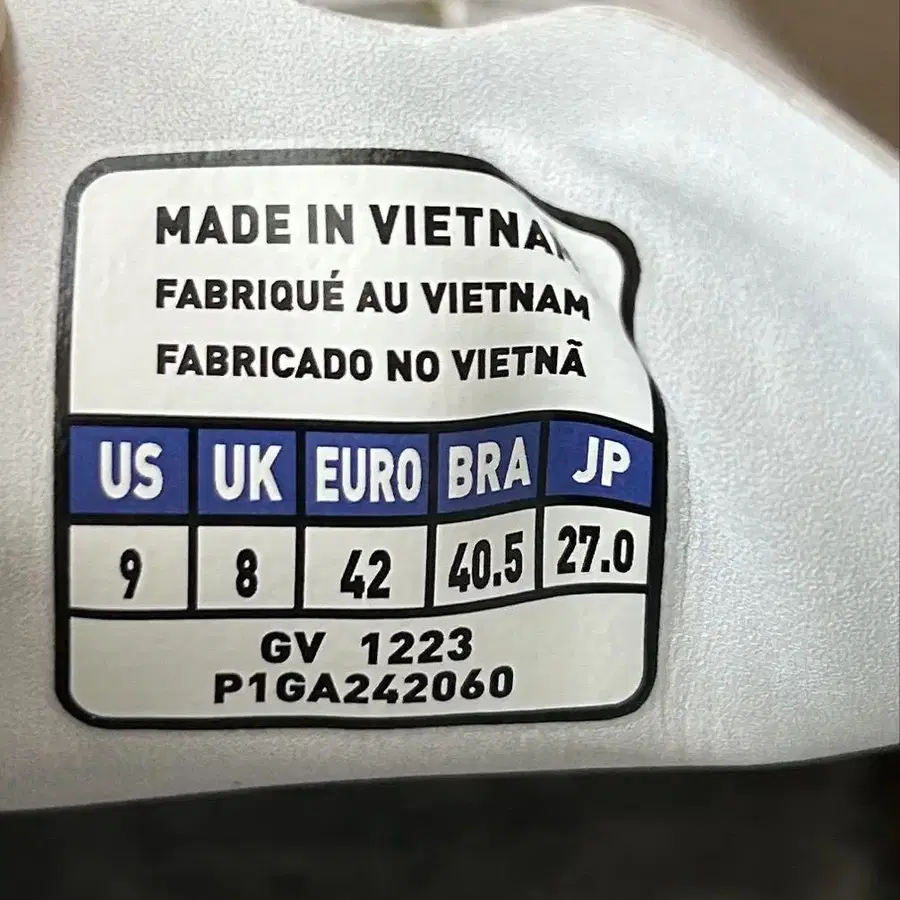 MADE IN VIETNAM
FABRIQUÉ AU VIETNAM
FABRICADO NO VIETNÃ
US UK EURO BRA JP
9 8 42 40.5 27.0
GV 1223
P1GA242060